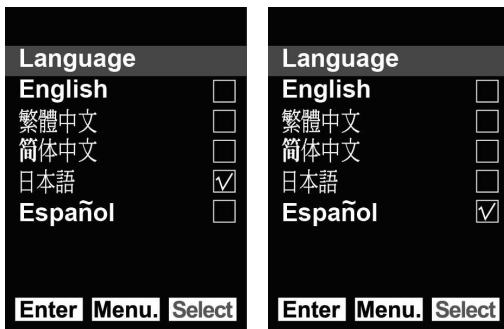 Language
English
繁體中文
简体中文
日本語
Español
Enter Menu. Select
Language
English
繁體中文
简体中文
日本語
Español
Enter Menu. Select